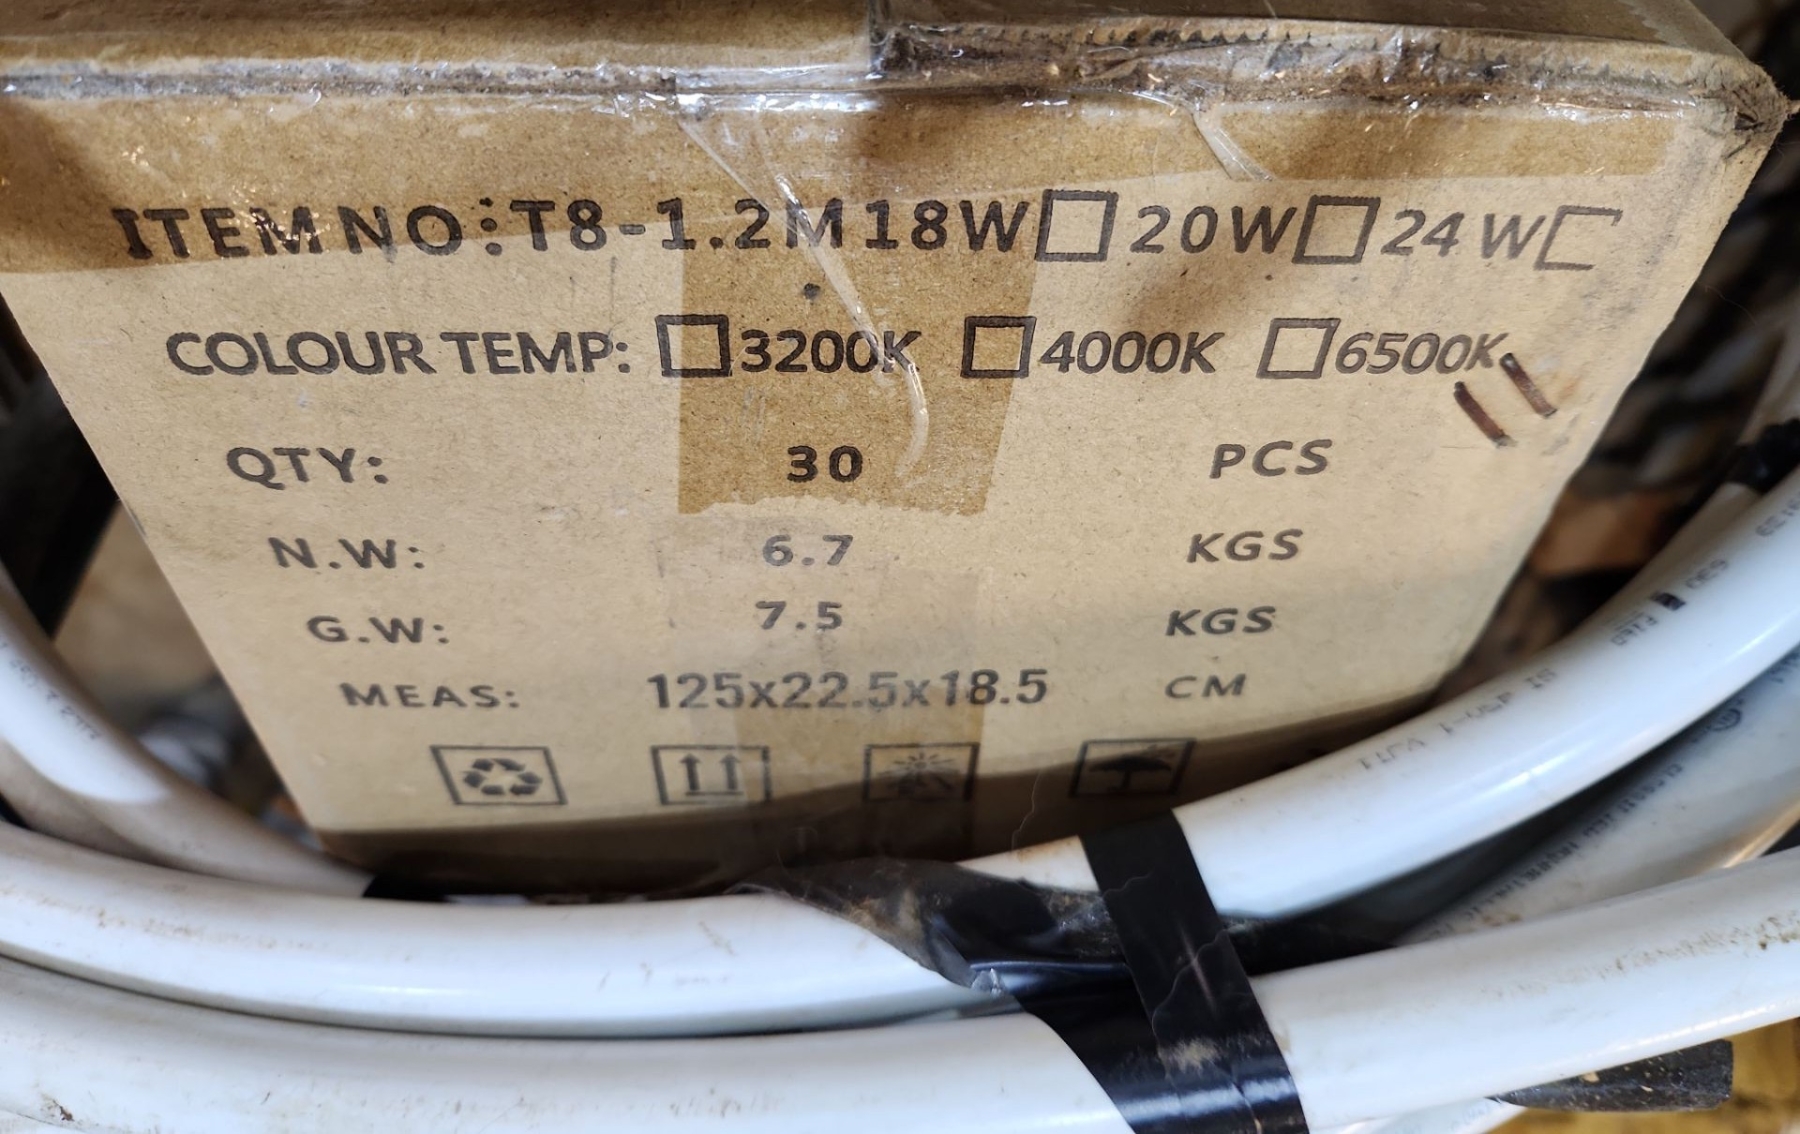 ITEM NO: T8-1.2M 18W □ 20W □ 24W □
COLOUR TEMP: □ 3200K □ 4000K □ 6500K
QTY: 30 PCS
N.W: 6.7 KGS
G.W: 7.5 KGS
MEAS: 125x22.5x18.5 CM